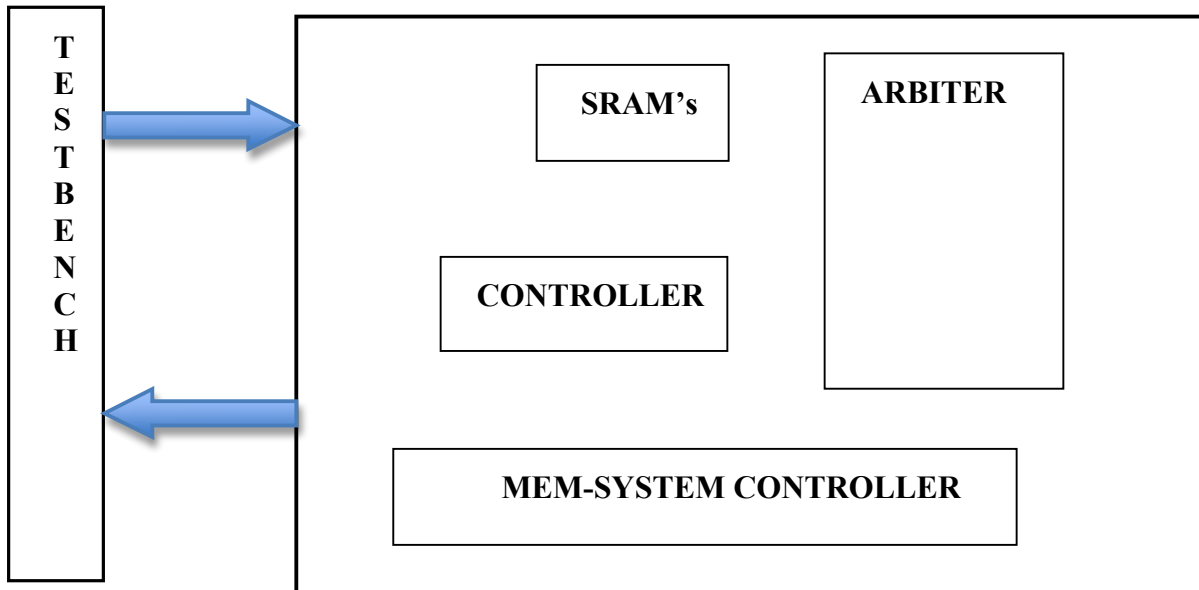 T
E
S
T
B
E
N
C
H
SRAM’s
ARBITER
CONTROLLER
MEM-SYSTEM CONTROLLER